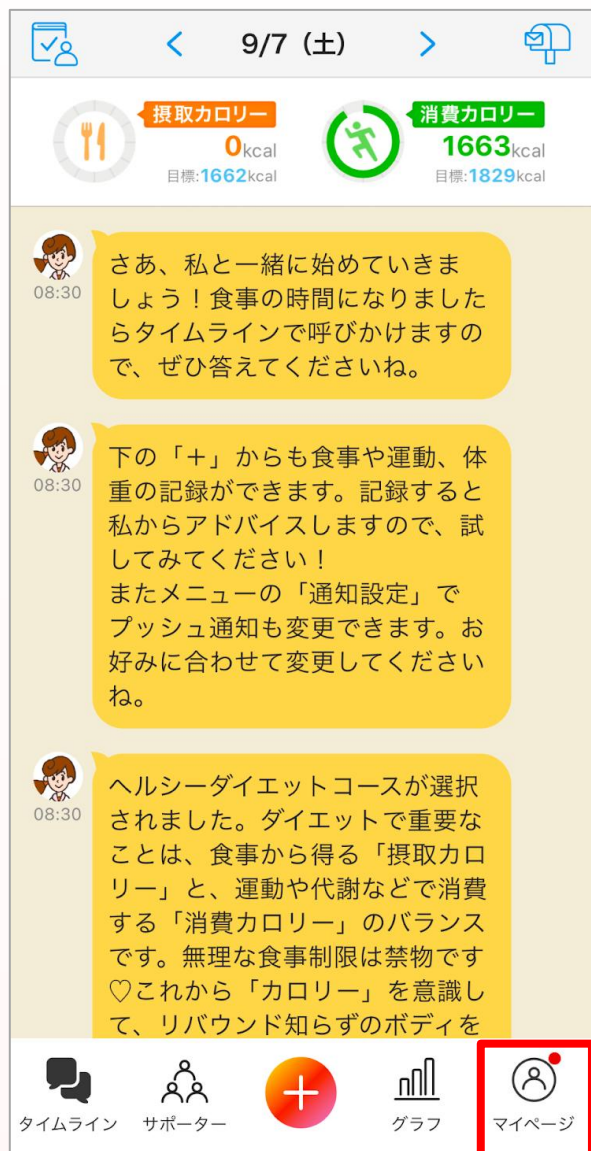 9/7（土）
摂取カロリー
0kcal
目標:1662kcal
消費カロリー
1663kcal
目標:1829kcal
08:30
さあ、私と一緒に始めていきま
しょう！食事の時間になりました
らタイムラインで呼びかけますの
で、ぜひ答えてくださいね。
08:30
下の「＋」からも食事や運動、体
重の記録ができます。記録すると
私からアドバイスしますので、試
してみてください！
またメニューの「通知設定」で
プッシュ通知も変更できます。お
好みに合わせて変更してください
ね。
08:30
ヘルシーダイエットコースが選択
されました。ダイエットで重要な
ことは、食事から得る「摂取カロ
リー」と、運動や代謝などで消費
する「消費カロリー」のバランス
です。無理な食事制限は禁物です
♡これから「カロリー」を意識し
て、リバウンド知らずのボディを
タイムライン
サポーター
グラフ
マイページ